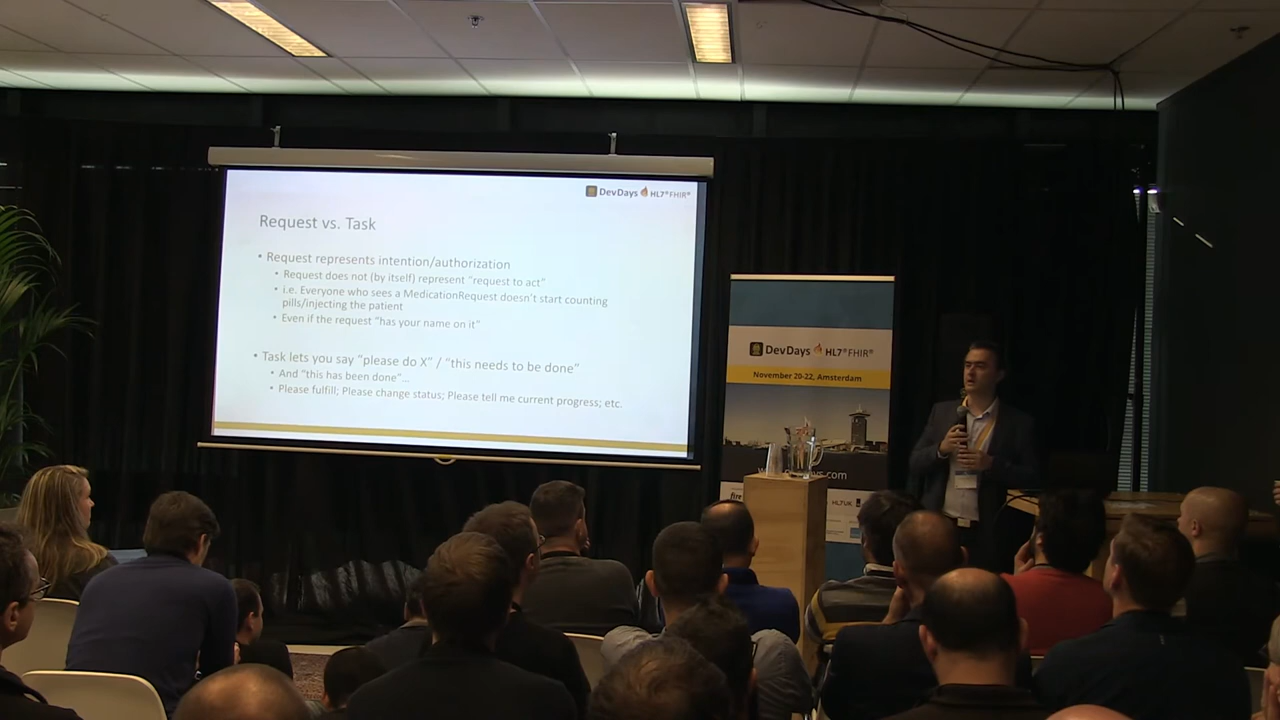 DevDays HL7® FHIR®
Request vs. Task
• Request represents intention/authorization
• Request does not (by itself) represent “request to act”
• i.e. Everyone who sees a MedicationRequest doesn't start counting
pills/injecting the patient
• Even if the request “has your name on it”
• Task lets you say “please do X” / “this needs to be done”
• And “this has been done”…
• Please fulfill; Please change status; Please tell me current progress; etc.
DevDays HL7® FHIR®
November 20-22, Amsterdam
HL7UK